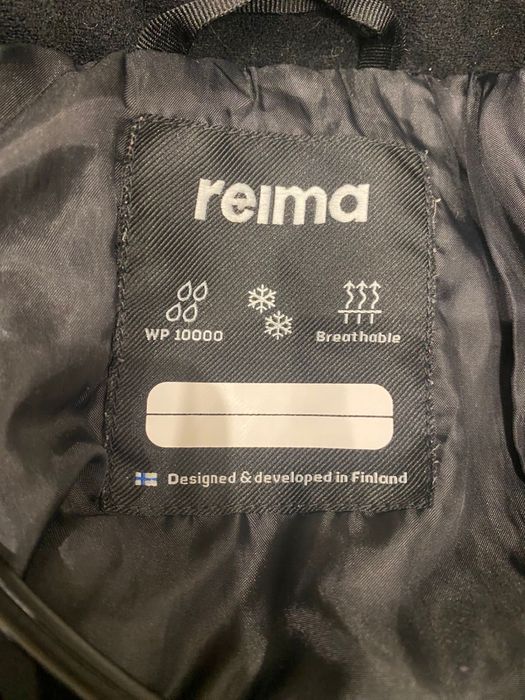 reima
WP 10000
Breathable
Designed & developed in Finland